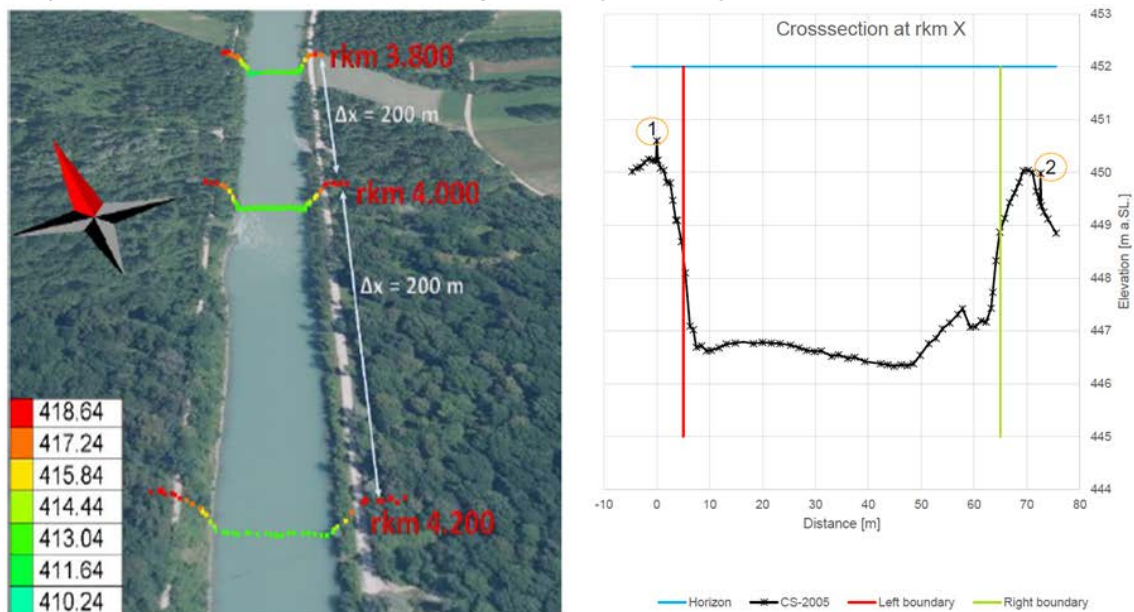 rkm 3.800
Δx = 200 m
rkm 4.000
Δx = 200 m
rkm 4.200
418.64
417.24
415.84
414.44
413.04
411.64
410.24
Crosssection at rkm X
1
2
453
452
451
450
449
448
447
446
445
444
Elevation [m a.SL.]
-10 0 10 20 30 40 50 60 70 80
Distance [m]
Horizon CS-2005 Left boundary Right boundary